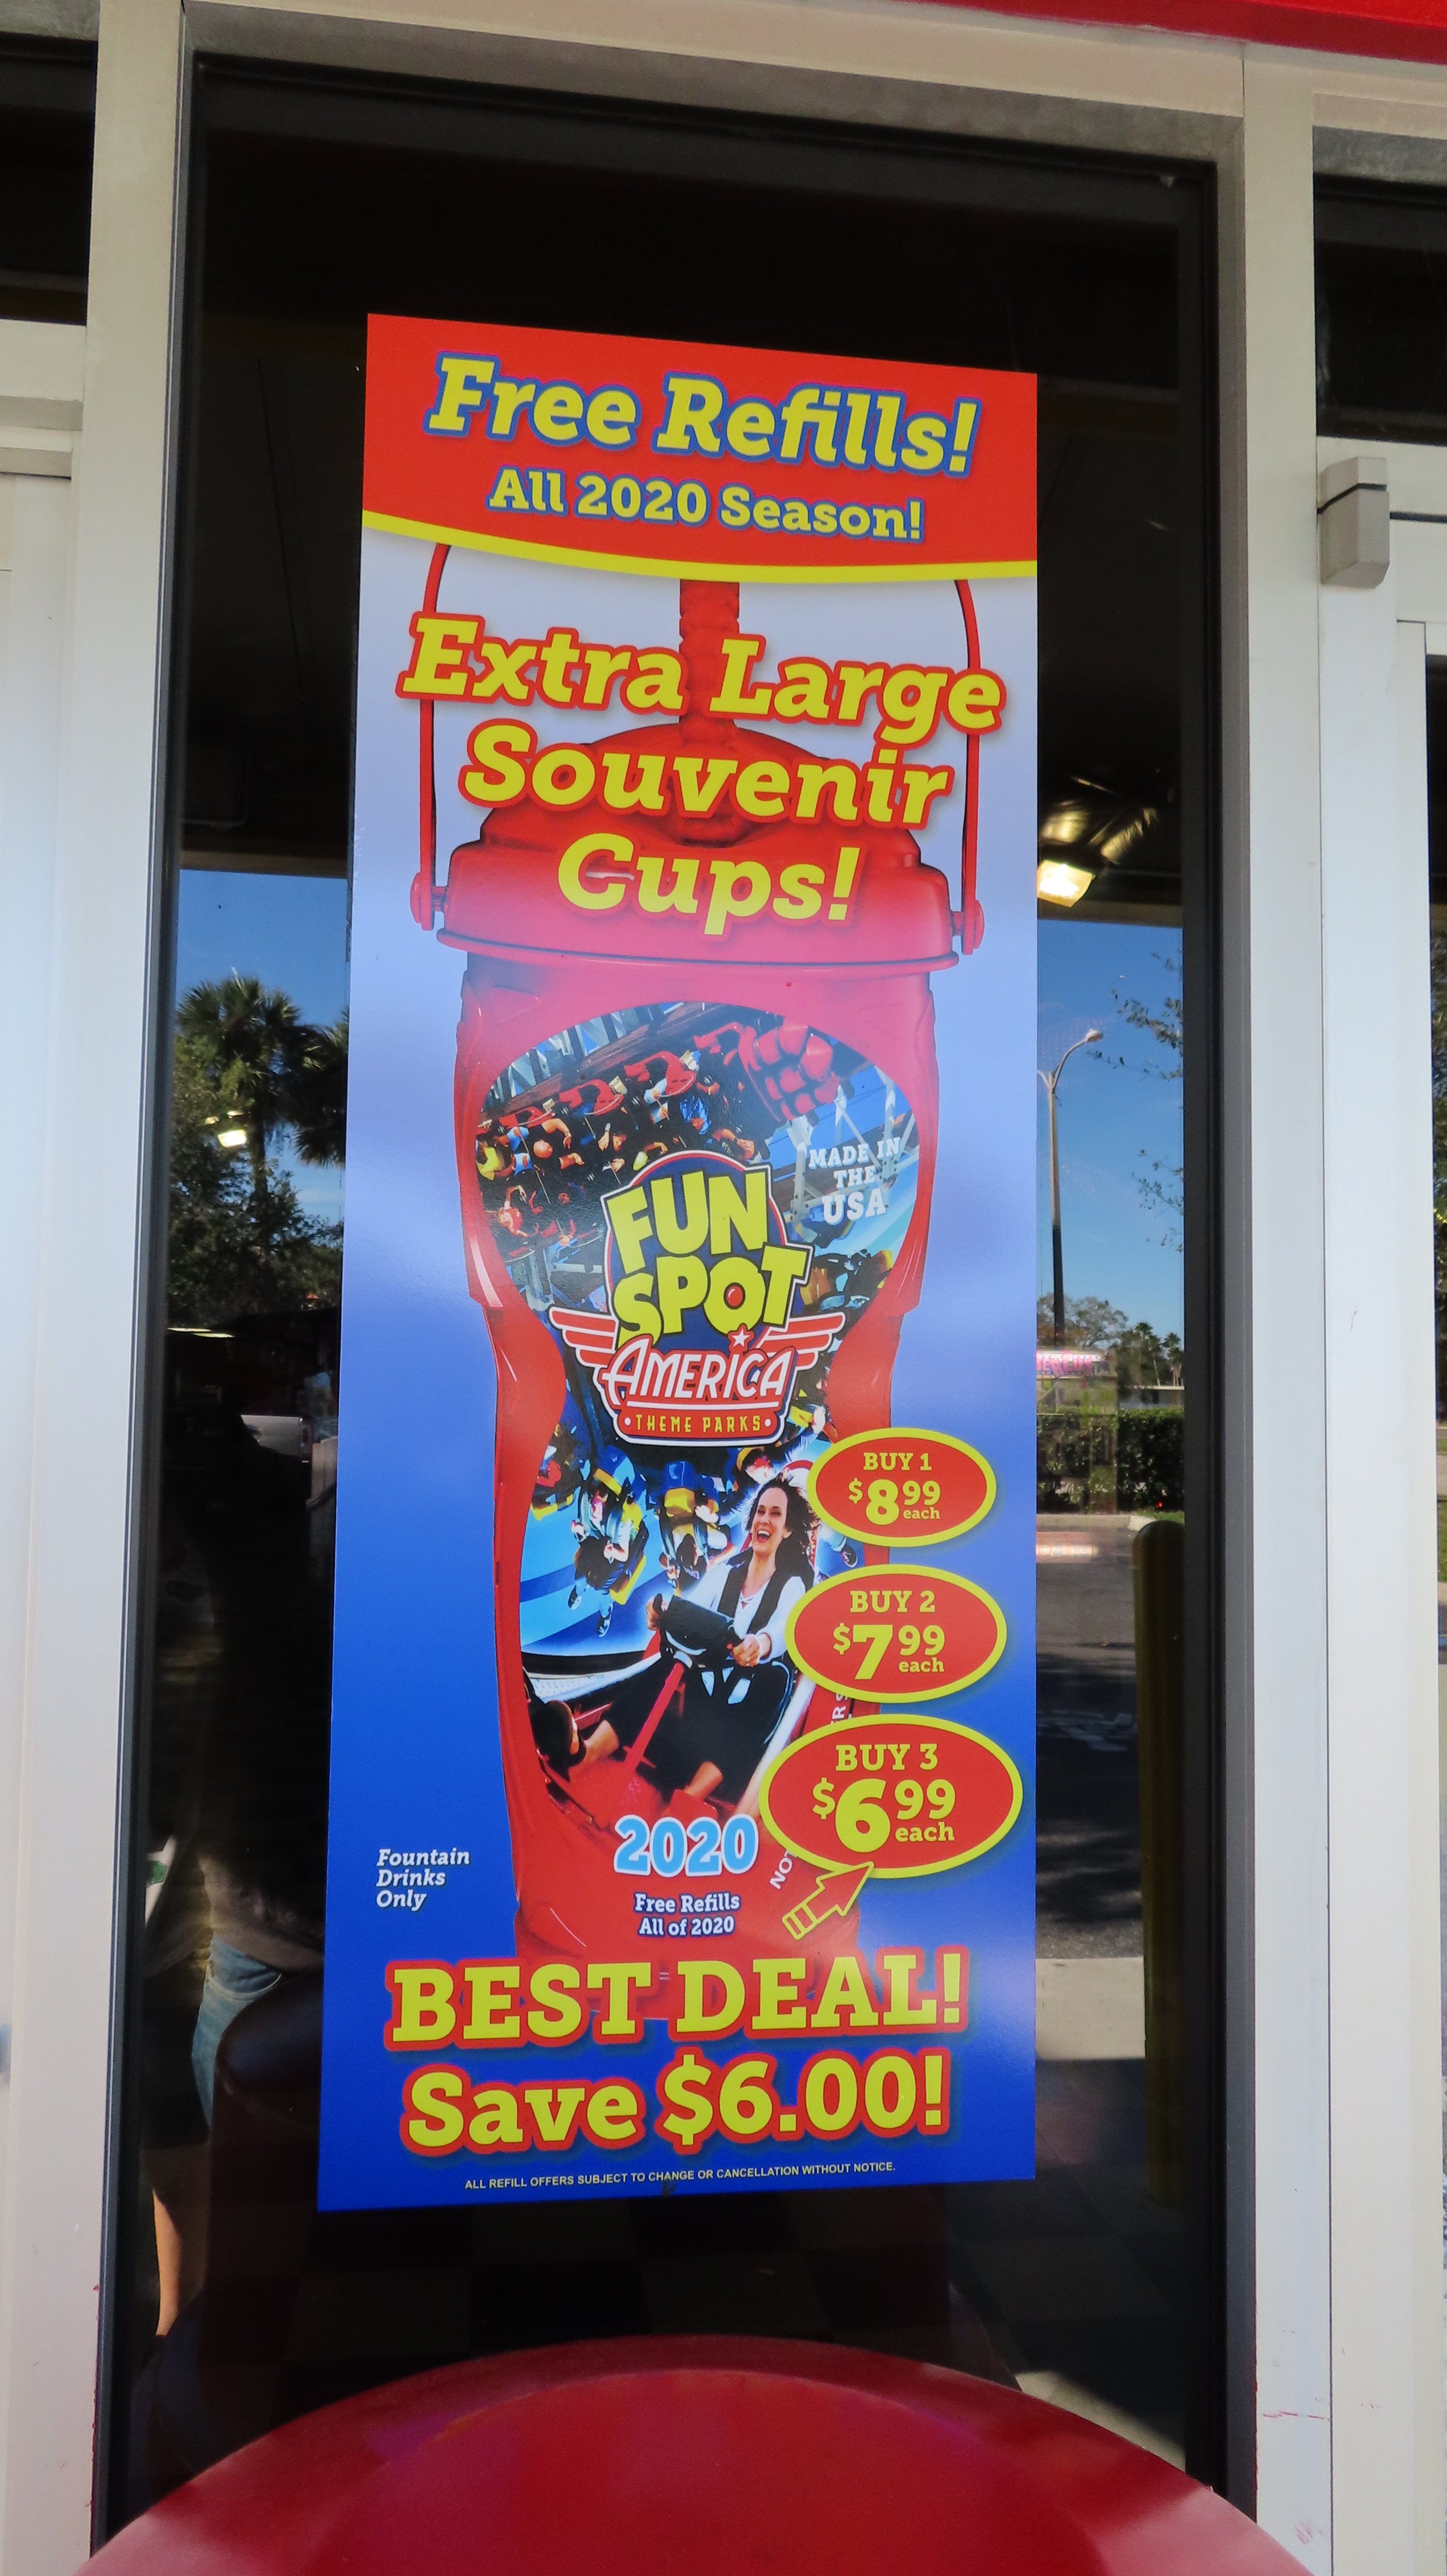 Free Refills!
All 2020 Season!
Extra Large
Souvenir
Cups!
MADE IN
THE
USA
FUN
SPOT
AMERICA
•THEME PARKS•
BUY 1
$8.99
each
BUY 2
$7.99
each
BUY 3
$6.99
each
2020
Free Refills
All of 2020
Fountain
Drinks
Only
BEST DEAL!
Save $6.00!
ALL REFILL OFFERS SUBJECT TO CHANGE OR CANCELLATION WITHOUT NOTICE.